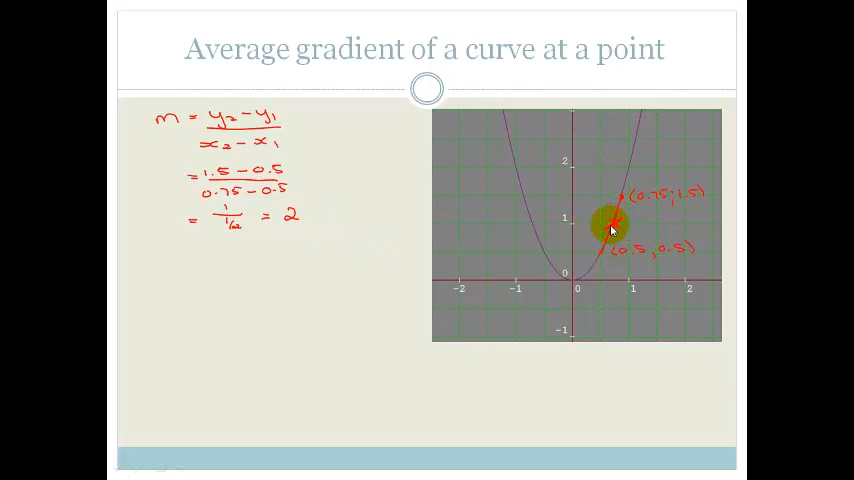 Average gradient of a curve at a point
m = y2 - y1
x2 - x1
= 1.5 - 0.5
0.75 - 0.5
= 1
1/2
= 2
2
(0.75;1.5)
1
(0.5;0.5)
0
-2 -1 0 1 2
-1